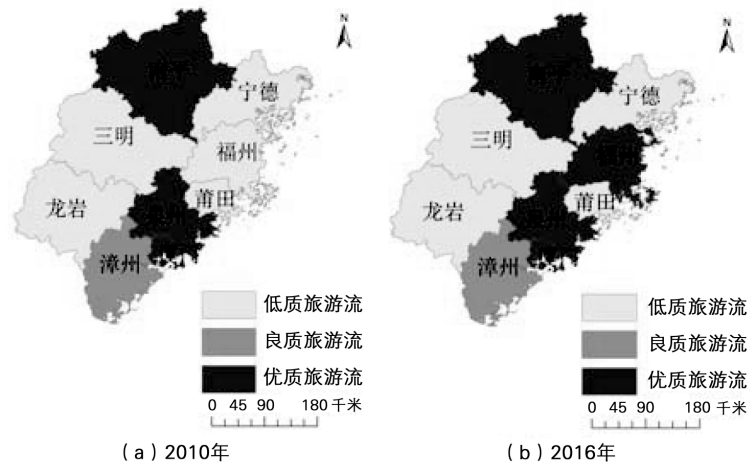 N
宁德
三明
福州
龙岩
莆田
漳州
低质旅游流
良质旅游流
优质旅游流
0 45 90 180 千米
(a) 2010年
N
宁德
三明
龙岩
莆田
漳州
低质旅游流
良质旅游流
优质旅游流
0 45 90 180 千米
(b) 2016年